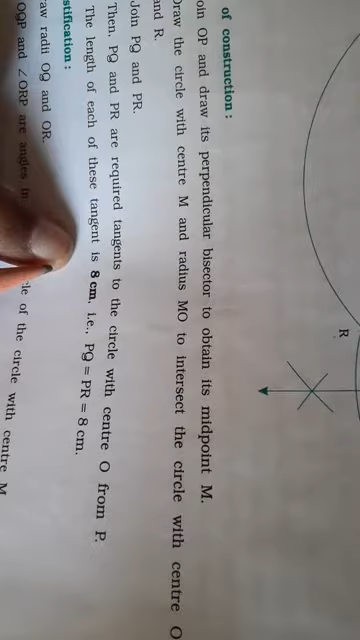 of construction :
oin OP and draw its perpendicular bisector to obtain its midpoint M.
raw the circle with centre M and radius MO to intersect the circle with centre O
and R.
Join PQ and PR.
Then, PQ and PR are required tangents to the circle with centre O from P.
The length of each of these tangent is 8 cm, i.e., PQ = PR = 8 cm.
stification :
raw radii OQ and OR.
OQP and ∠ORP are angles in cle of the circle with centre M
R